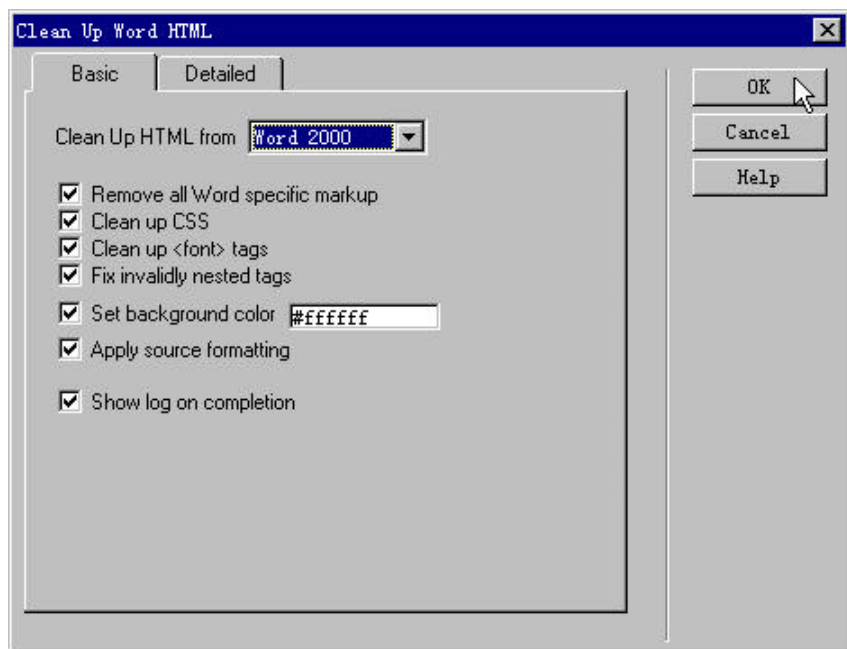 Clean Up Word HTML
Basic Detailed
OK
Clean Up HTML from Word 2000
Cancel
Help
Remove all Word specific markup
Clean up CSS
Clean up <font> tags
Fix invalidly nested tags
Set background color #ffffff
Apply source formatting
Show log on completion